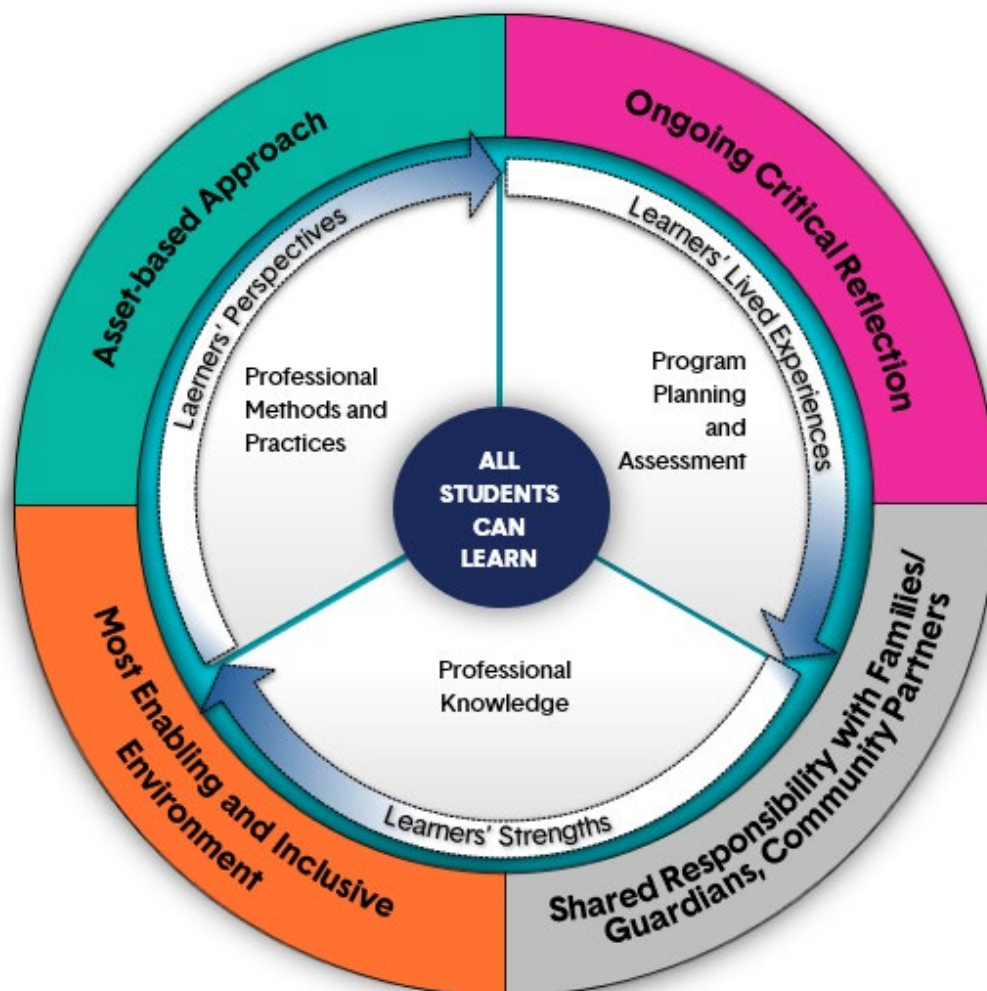 Asset-based Approach
Ongoing Critical Reflection
Laerners' Perspectives
Learners' Lived Experiences
Professional
Methods and
Practices
Program
Planning
and
Assessment
ALL
STUDENTS
CAN
LEARN
Professional
Knowledge
Learners' Strengths
Most Enabling and Inclusive
Environment
Shared Responsibility with Families/
Guardians, Community Partners